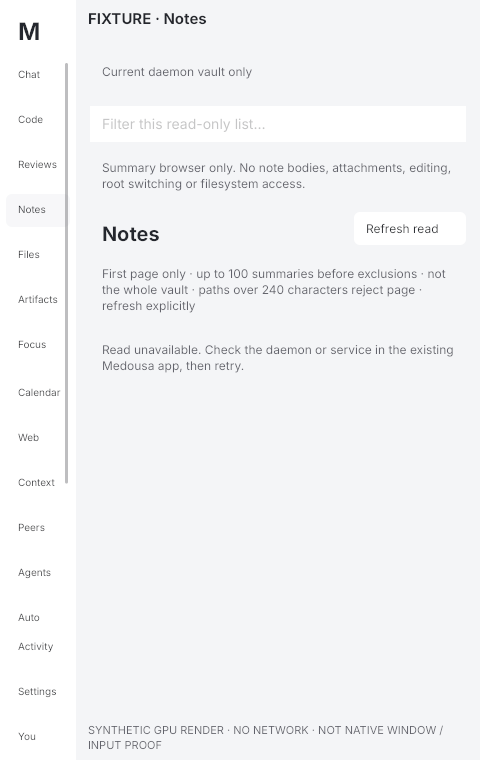 M
Chat
Code
Reviews
Notes
Files
Artifacts
Focus
Calendar
Web
Context
Peers
Agents
Auto
Activity
Settings
You
FIXTURE · Notes
Current daemon vault only
Filter this read-only list...
Summary browser only. No note bodies, attachments, editing,
root switching or filesystem access.
Notes
Refresh read
First page only · up to 100 summaries before exclusions · not
the whole vault · paths over 240 characters reject page ·
refresh explicitly
Read unavailable. Check the daemon or service in the existing
Medousa app, then retry.
SYNTHETIC GPU RENDER · NO NETWORK · NOT NATIVE WINDOW /
INPUT PROOF